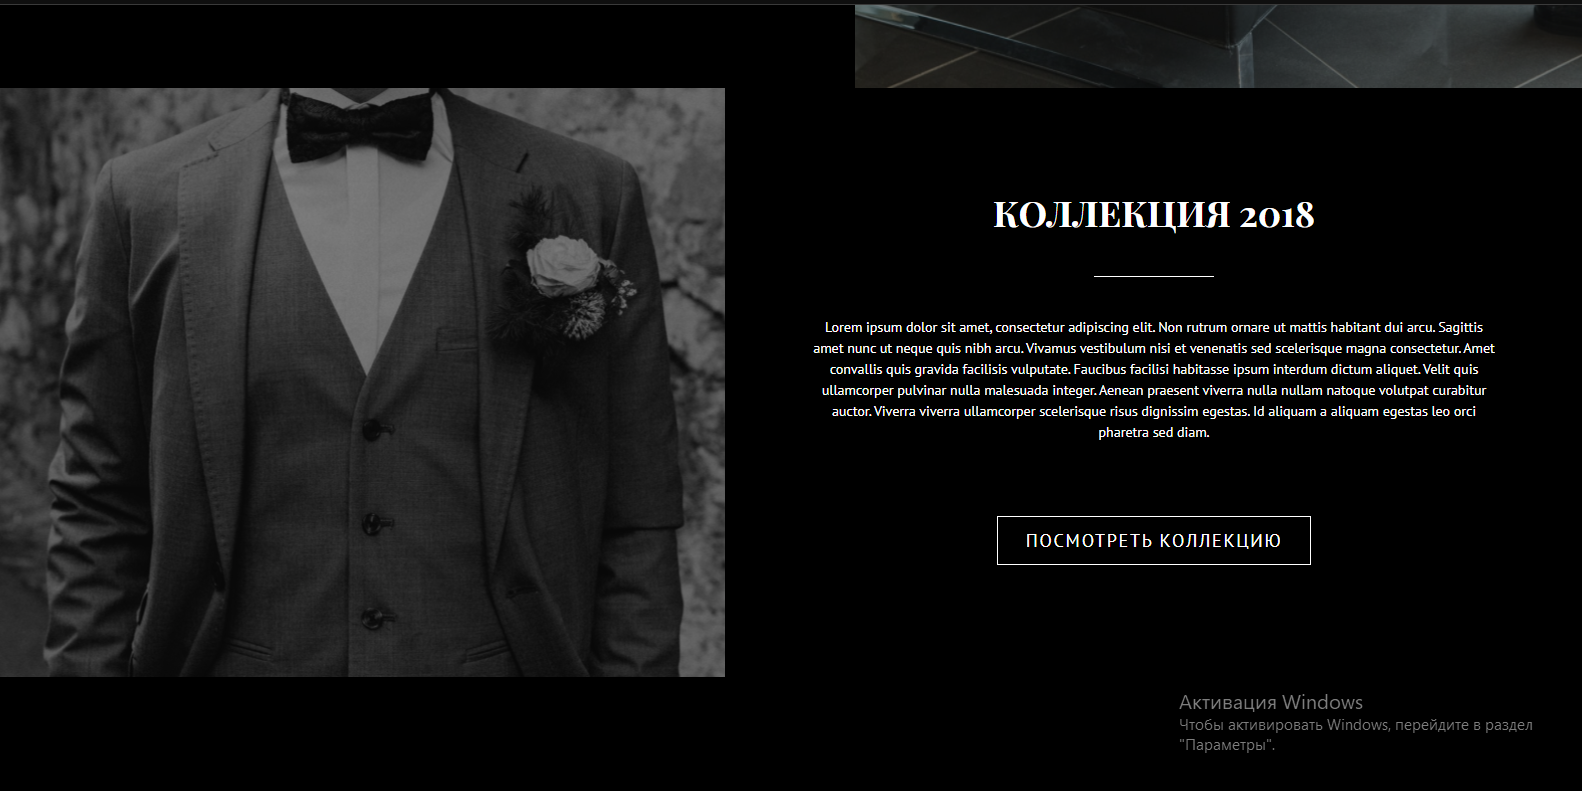 КОЛЛЕКЦИЯ 2018
Lorem ipsum dolor sit amet, consectetur adipiscing elit. Non rutrum ornare ut mattis habitant dui arcu. Sagittis
amet nunc ut neque quis nibh arcu. Vivamus vestibulum nisi et venenatis sed scelerisque magna consectetur. Amet
convallis quis gravida facilisis vulputate. Faucibus facilisi habitasse ipsum interdum dictum aliquet. Velit quis
ullamcorper pulvinar nulla malesuada integer. Aenean praesent viverra nulla nullam natoque volutpat curabitur
auctor. Viverra viverra ullamcorper scelerisque risus dignissim egestas. Id aliquam a aliquam egestas leo orci
pharetra sed diam.
ПОСМОТРЕТЬ КОЛЛЕКЦИЮ
Активация Windows
Чтобы активировать Windows, перейдите в раздел
"Параметры".